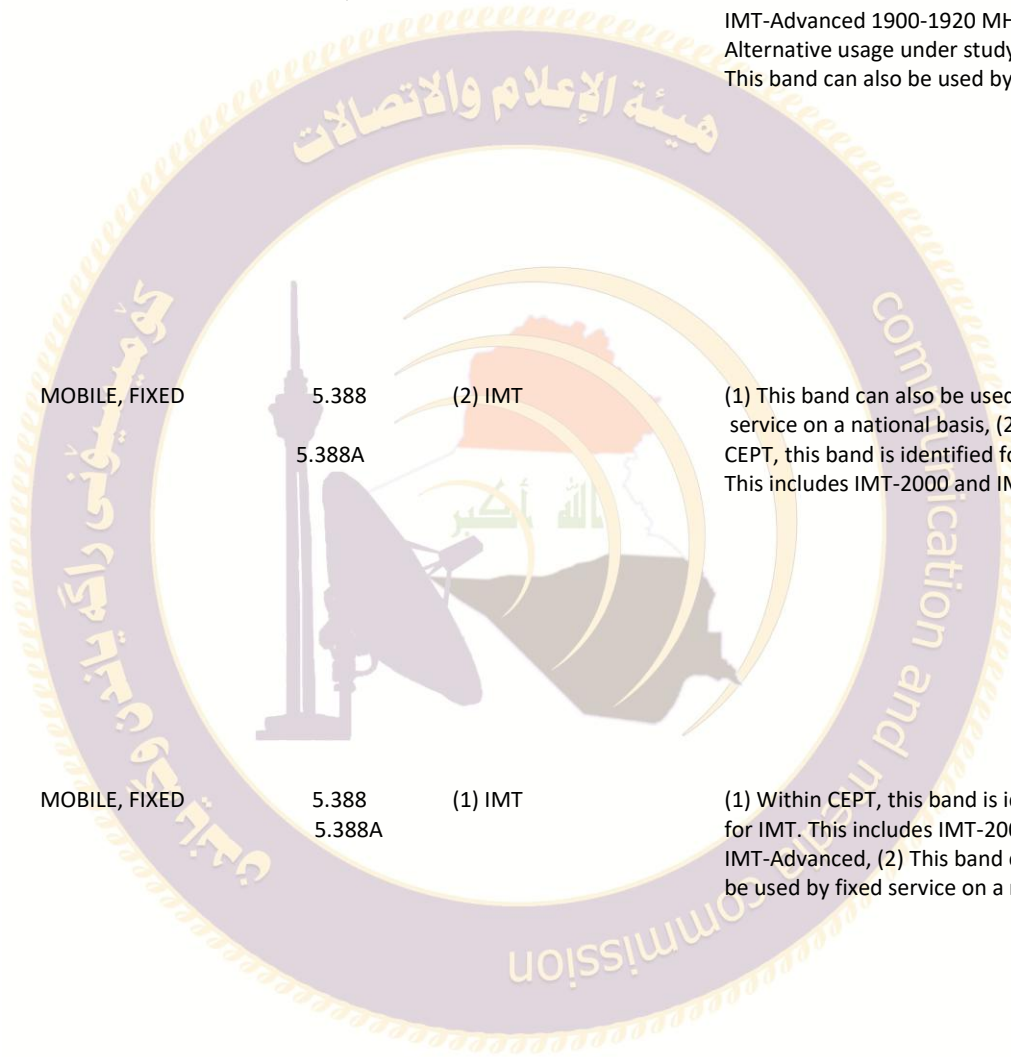 IMT-Advanced 1900-1920 MH
Alternative usage under study
This band can also be used by
هيئة الإعلام والاتصالات
MOBILE, FIXED 5.388 (2) IMT (1) This band can also be used
service on a national basis, (2
5.388A CEPT, this band is identified fo
This includes IMT-2000 and IM
الله أكبر
MOBILE, FIXED 5.388 (1) IMT (1) Within CEPT, this band is id
5.388A for IMT. This includes IMT-200
IMT-Advanced, (2) This band c
be used by fixed service on a n
communication and media commission